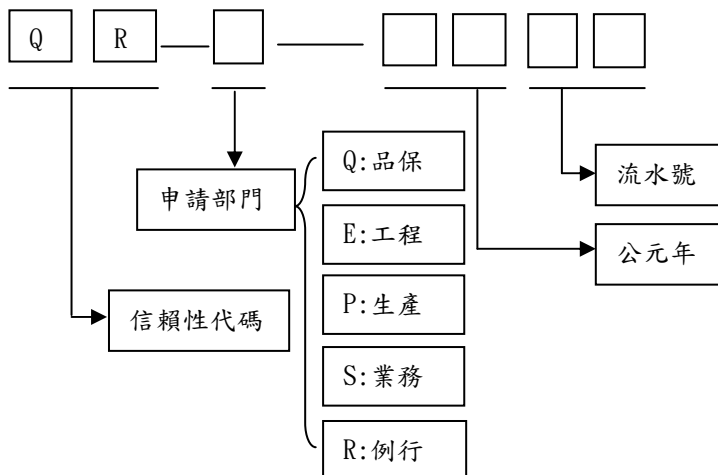 Q R
Q:品保
流水號
申請部門
E:工程
公元年
P:生產
信賴性代碼
S:業務
R:例行